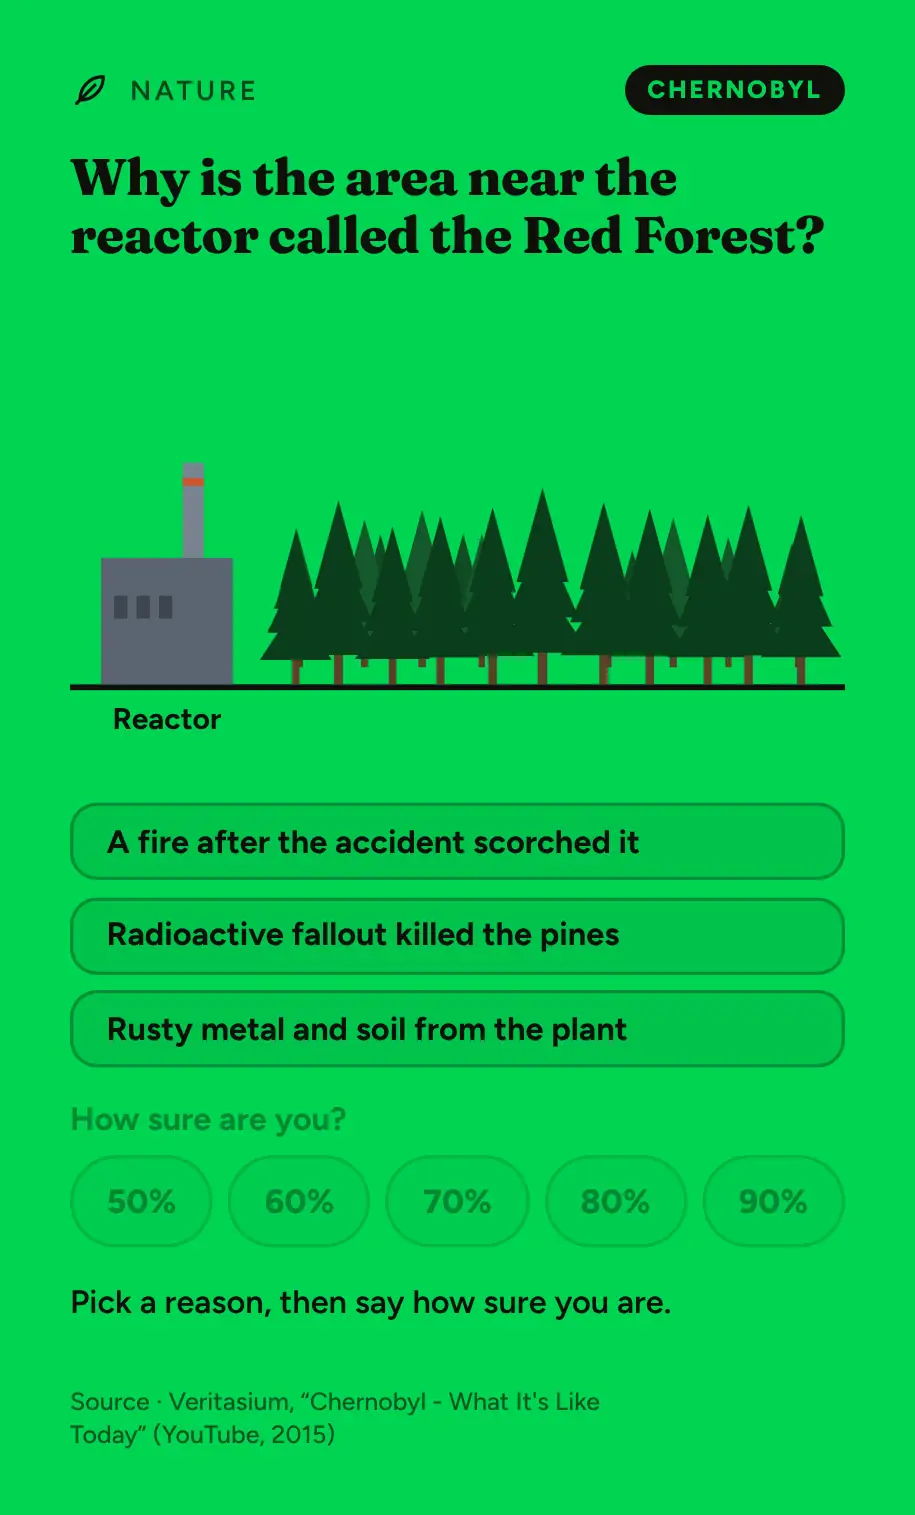 NATURE
CHERNOBYL
Why is the area near the
reactor called the Red Forest?
Reactor
A fire after the accident scorched it
Radioactive fallout killed the pines
Rusty metal and soil from the plant
How sure are you?
50% 60% 70% 80% 90%
Pick a reason, then say how sure you are.
Source · Veritasium, “Chernobyl - What It's Like
Today” (YouTube, 2015)